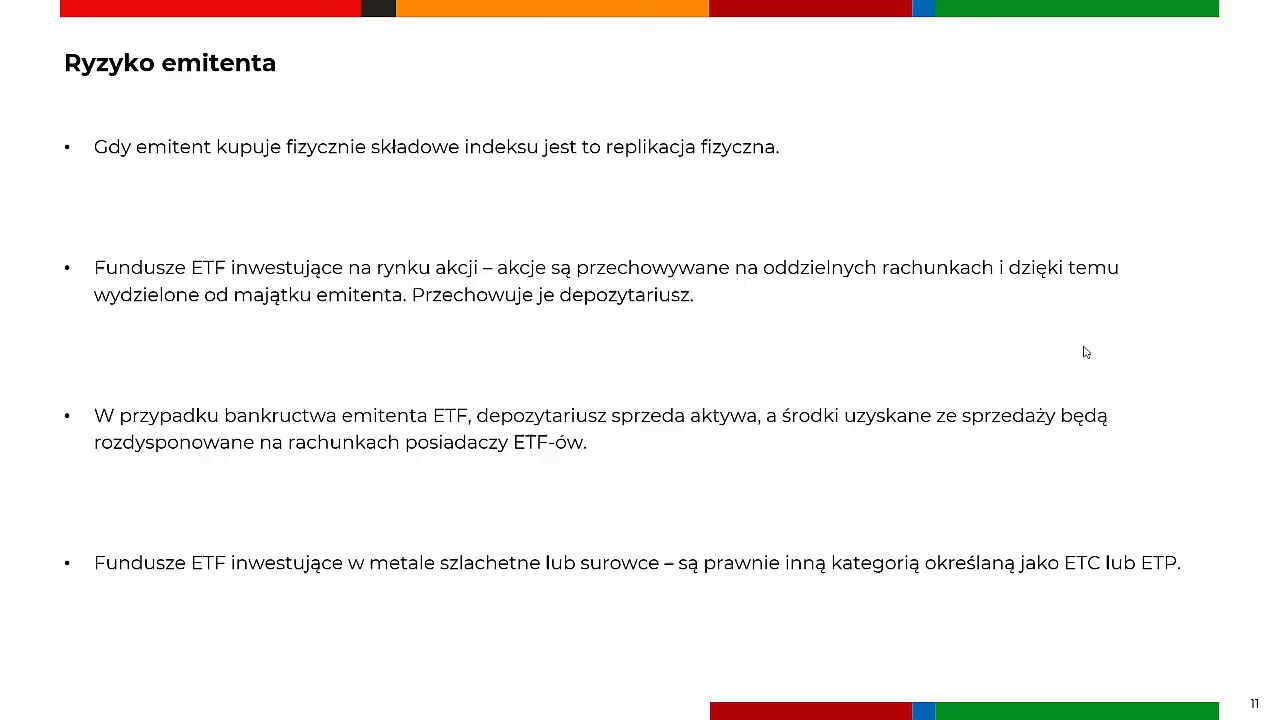 Ryzyko emitenta
• Gdy emitent kupuje fizycznie składowe indeksu jest to replikacja fizyczna.
• Fundusze ETF inwestujące na rynku akcji – akcje są przechowywane na oddzielnych rachunkach i dzięki temu
wydzielone od majątku emitenta. Przechowuje je depozytariusz.
• W przypadku bankructwa emitenta ETF, depozytariusz sprzeda aktywa, a środki uzyskane ze sprzedaży będą
rozdysponowane na rachunkach posiadaczy ETF-ów.
• Fundusze ETF inwestujące w metale szlachetne lub surowce – są prawnie inną kategorią określaną jako ETC lub ETP.
11